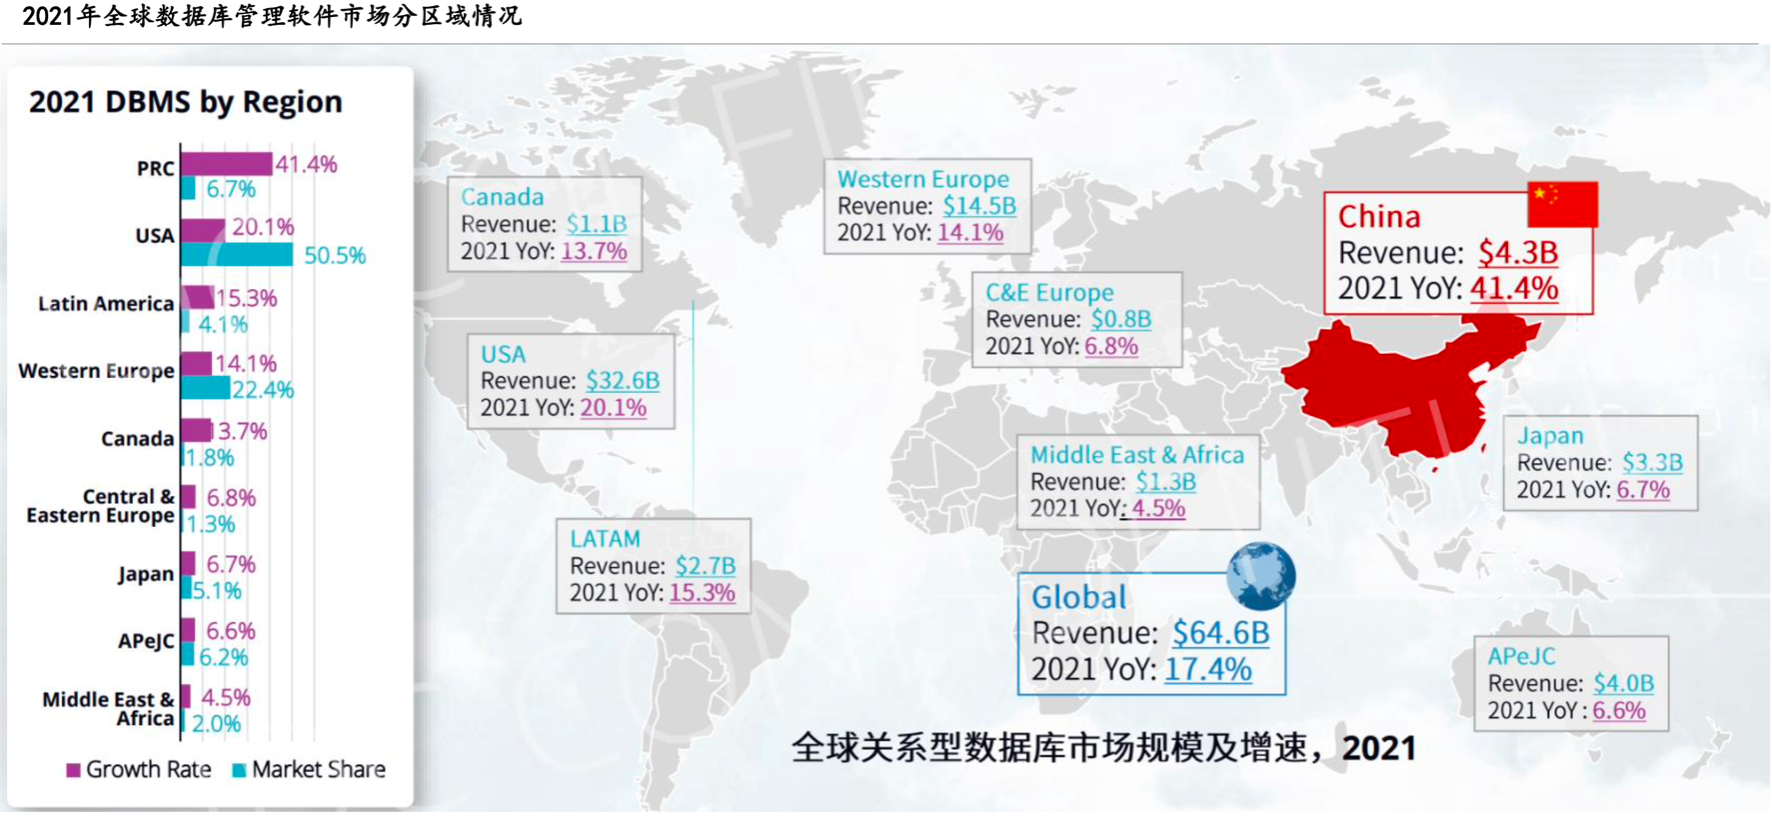 2021年全球数据库管理软件市场分区域情况
2021 DBMS by Region
PRC
41.4%
6.7%
USA
20.1%
50.5%
Latin America
15.3%
4.1%
Western Europe
14.1%
22.4%
Canada
3.7%
1.8%
Central &
Eastern Europe
6.8%
1.3%
Japan
6.7%
5.1%
APeJC
6.6%
6.2%
Middle East &
Africa
4.5%
2.0%
Growth Rate
Market Share
Canada
Revenue: $1.1B
2021 YoY: 13.7%
Western Europe
Revenue: $14.5B
2021 YoY: 14.1%
China
Revenue: $4.3B
2021 YoY: 41.4%
C&E Europe
Revenue: $0.8B
2021 YoY: 6.8%
USA
Revenue: $32.6B
2021 YoY: 20.1%
Middle East & Africa
Revenue: $1.3B
2021 YoY: 4.5%
Japan
Revenue: $3.3B
2021 YoY: 6.7%
LATAM
Revenue: $2.7B
2021 YoY: 15.3%
Global
Revenue: $64.6B
2021 YoY: 17.4%
APeJC
Revenue: $4.0B
2021 YoY : 6.6%
全球关系型数据库市场规模及增速，2021